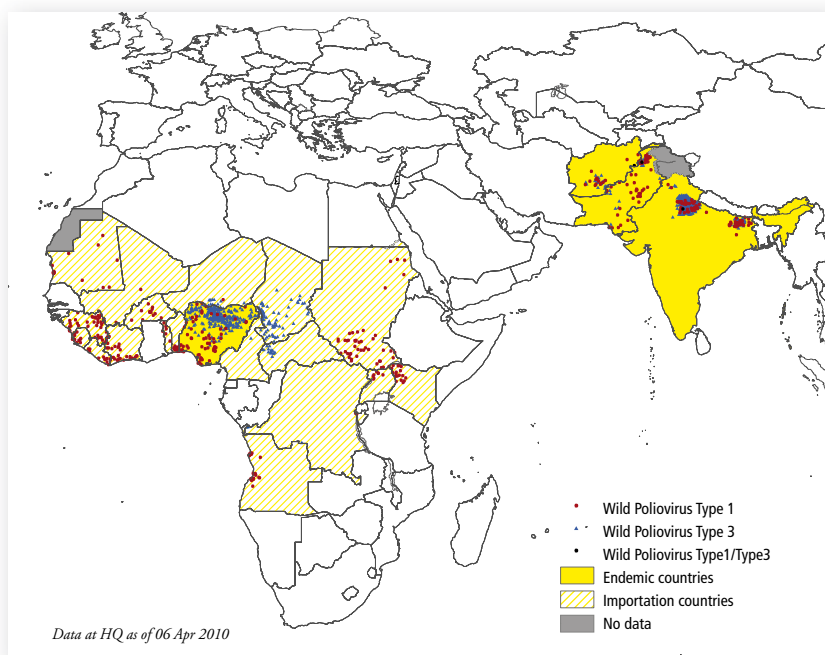 Wild Poliovirus Type 1
Wild Poliovirus Type 3
Wild Poliovirus Type1/Type3
Endemic countries
Importation countries
No data
Data at HQ as of 06 Apr 2010